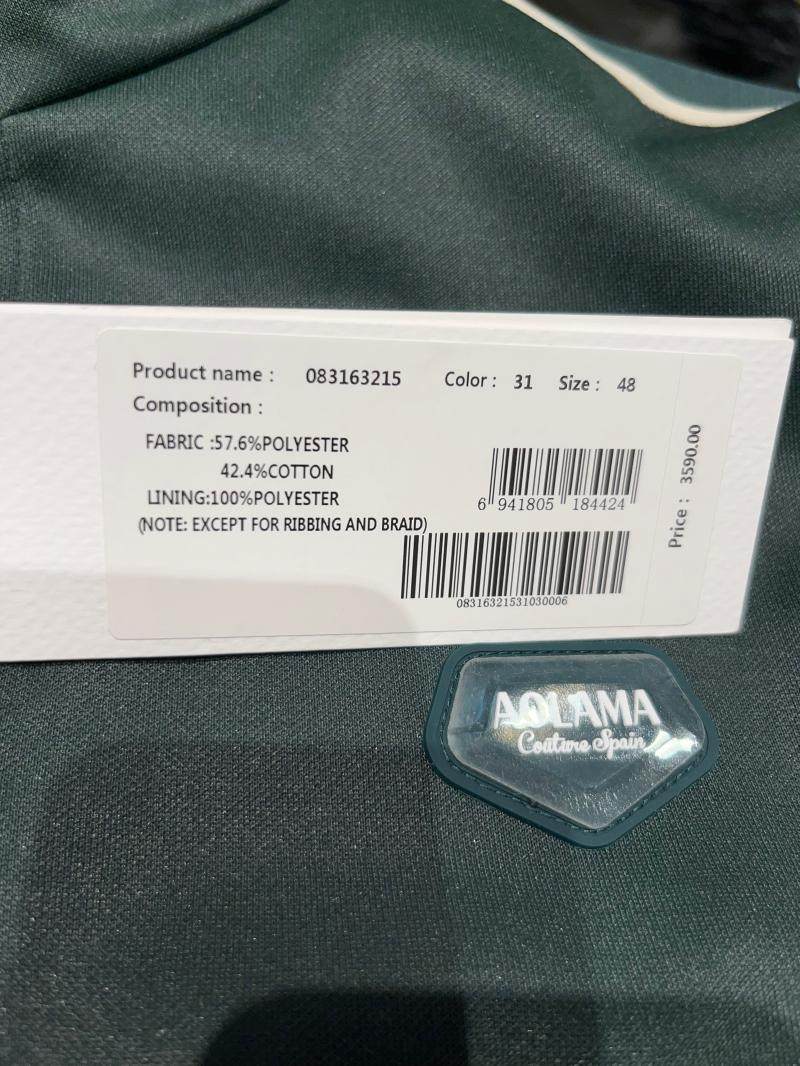 Product name : 083163215 Color : 31 Size : 48
Composition :
FABRIC :57.6%POLYESTER
42.4%COTTON
LINING:100%POLYESTER
(NOTE: EXCEPT FOR RIBBING AND BRAID)
6 941805 184424
08316321531030006
Price : 3590.00
AOLAMA
Couture Spain